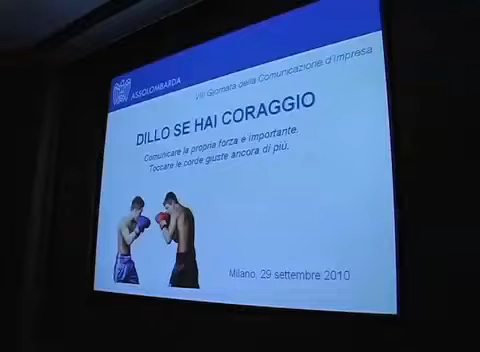 ASSOLOMBARDA
VIII Giornata della Comunicazione d'Impresa
DILLO SE HAI CORAGGIO
Comunicare la propria forza è importante.
Toccare le corde giuste ancora di più.
Milano, 29 settembre 2010